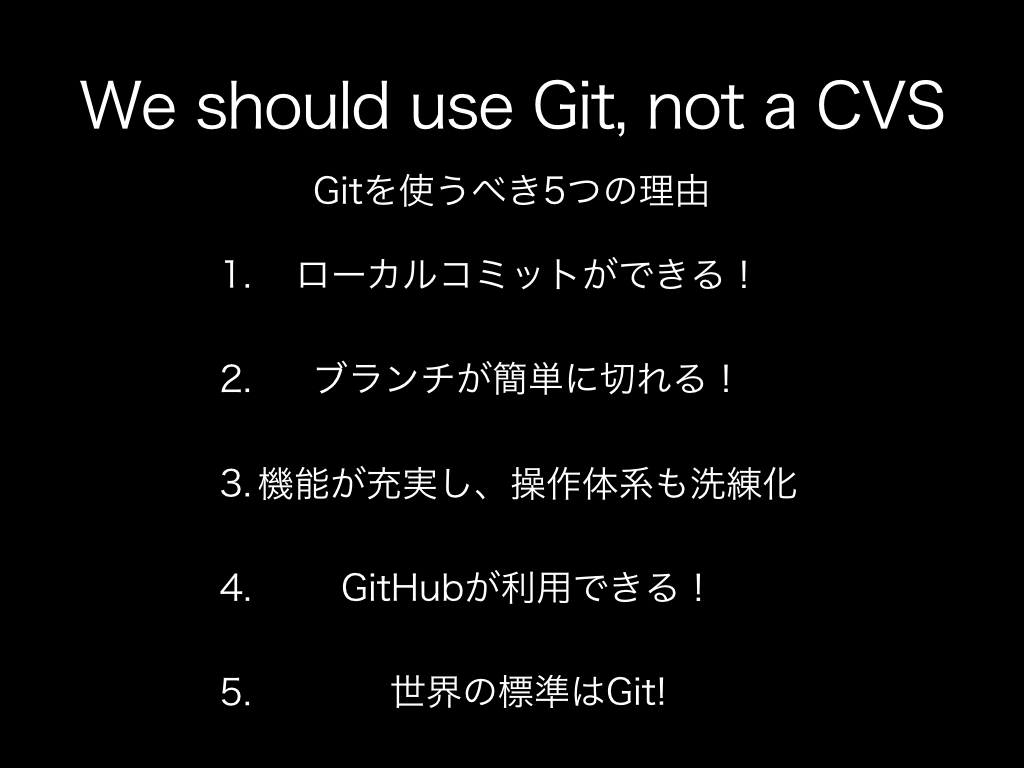 We should use Git, not a CVS
Gitを使うべき5つの理由
1. ローカルコミットができる！
2. ブランチが簡単に切れる！
3. 機能が充実し、操作体系も洗練化
4. GitHubが利用できる！
5. 世界の標準はGit!